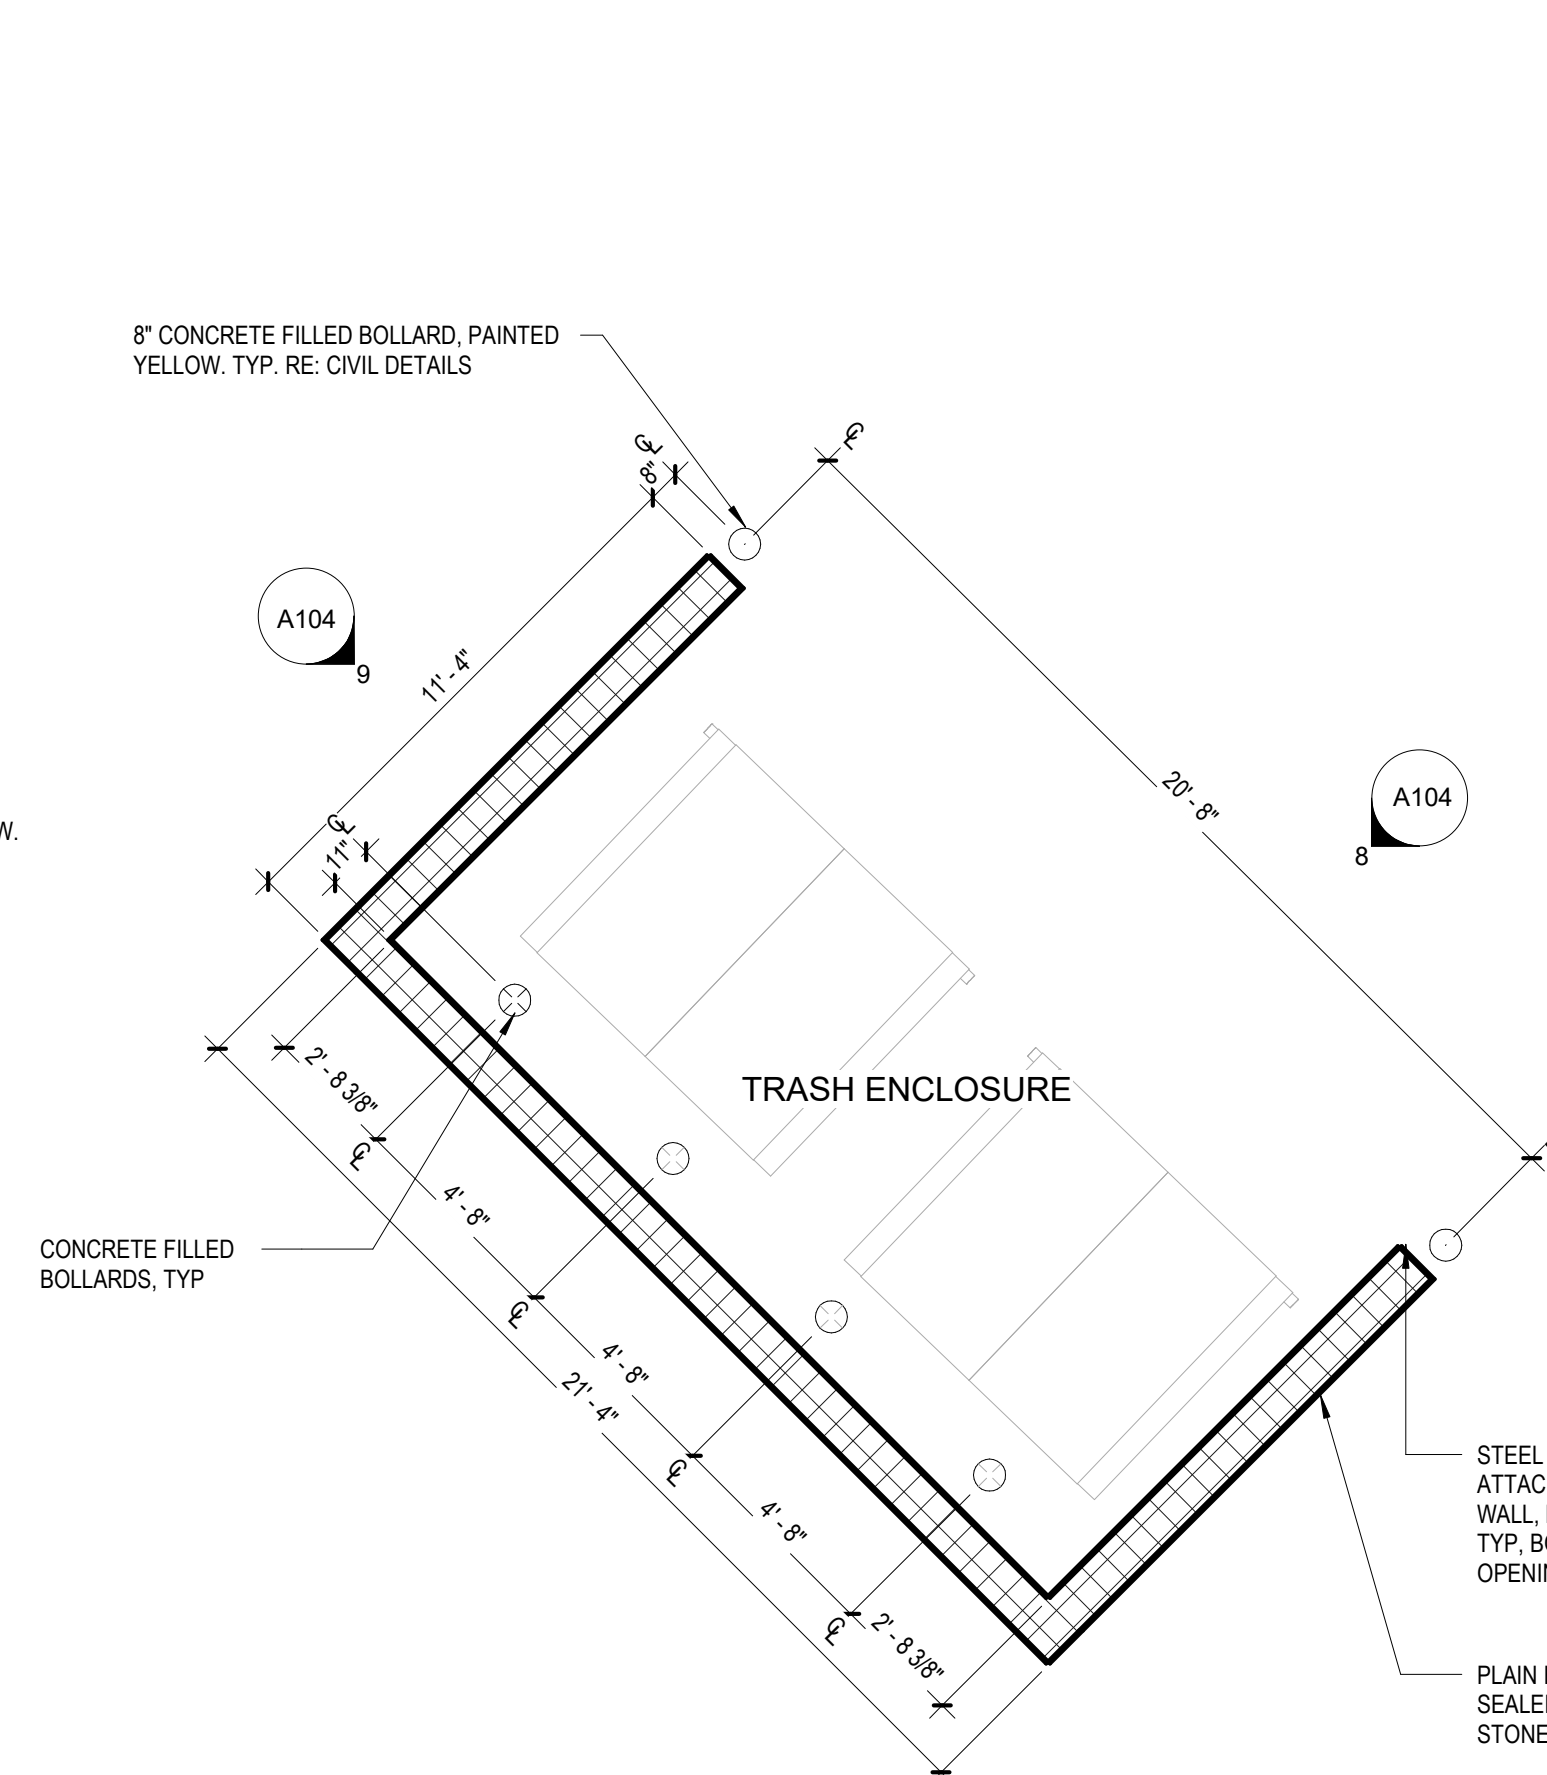 8" CONCRETE FILLED BOLLARD, PAINTED
YELLOW. TYP. RE: CIVIL DETAILS
℄
℄
8"
A104
9
11' - 4"
20' - 8"
A104
8
W.
℄
11"
2' - 8 3/8"
℄
TRASH ENCLOSURE
4' - 8"
CONCRETE FILLED
BOLLARDS, TYP
℄
4' - 8"
21' - 4"
℄
4' - 8"
℄
2' - 8 3/8"
STEEL
ATTAC
WALL,
TYP, B
OPENI
PLAIN
SEALE
STONE